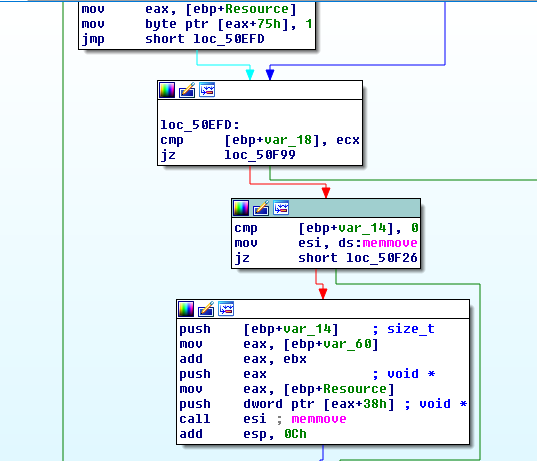 mov     eax, [ebp+Resource]
mov     byte ptr [eax+75h], 1
jmp     short loc_50EFD
loc_50EFD:
cmp     [ebp+var_18], ecx
jz      loc_50F99
cmp     [ebp+var_14], 0
mov     esi, ds:memmove
jz      short loc_50F26
push    [ebp+var_14]    ; size_t
mov     eax, [ebp+var_60]
add     eax, ebx
push    eax             ; void *
mov     eax, [ebp+Resource]
push    dword ptr [eax+38h] ; void *
call    esi ; memmove
add     esp, 0Ch